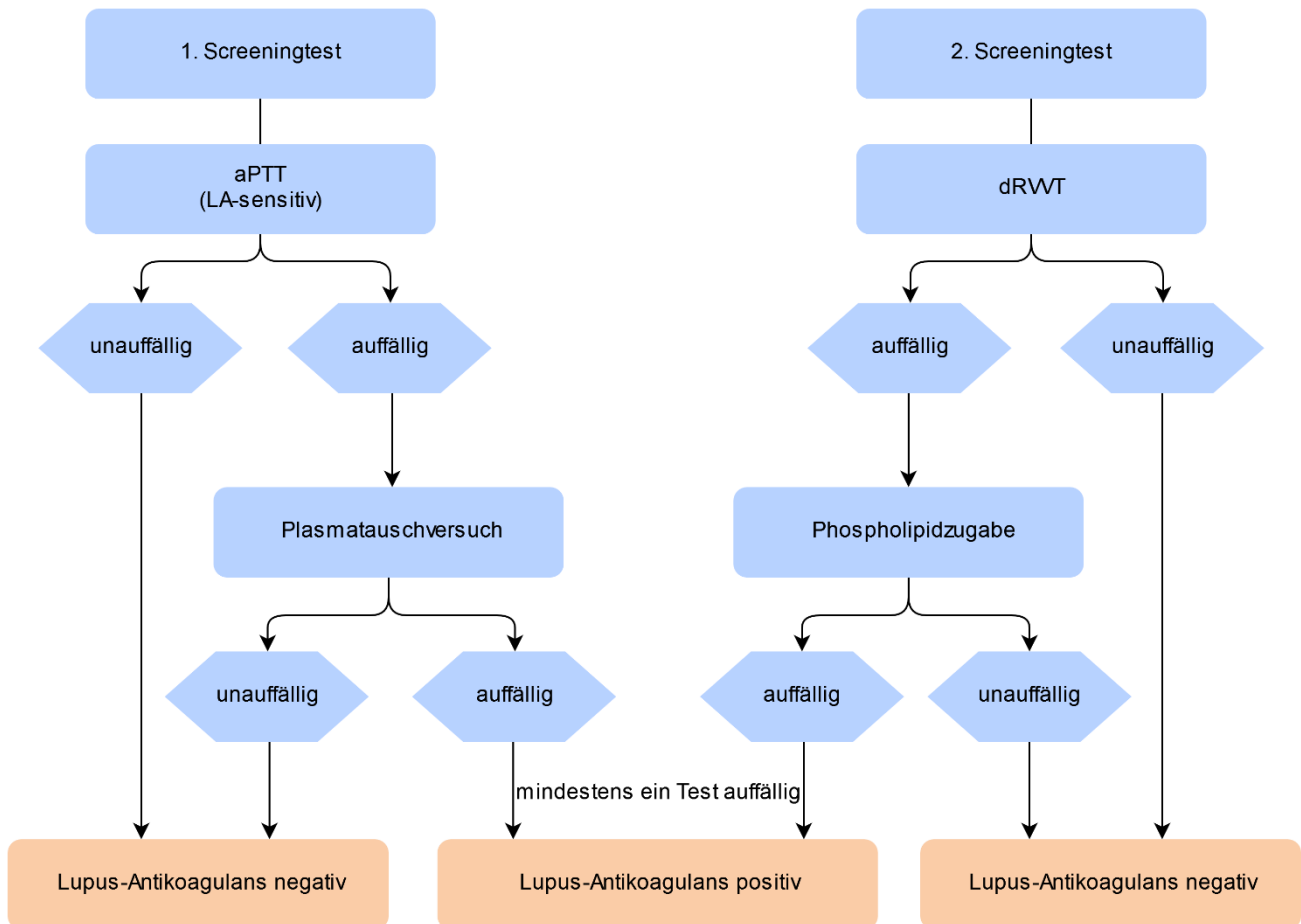 1. Screeningtest
2. Screeningtest
aPTT
(LA-sensitiv)
dRVVT
unauffällig
auffällig
auffällig
unauffällig
Plasmatauschversuch
Phospholipidzugabe
unauffällig
auffällig
auffällig
unauffällig
mindestens ein Test auffällig
Lupus-Antikoagulans negativ
Lupus-Antikoagulans positiv
Lupus-Antikoagulans negativ